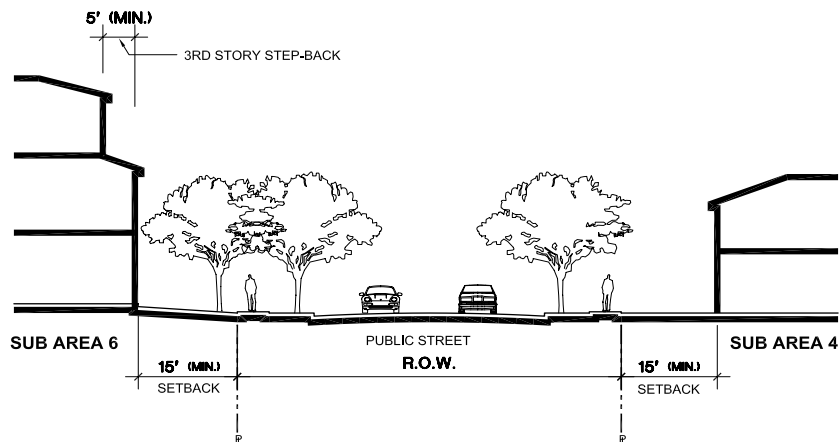 5' (MIN.)
3RD STORY STEP-BACK
SUB AREA 6
PUBLIC STREET
SUB AREA 4
15' (MIN.)
R.O.W.
15' (MIN.)
SETBACK
SETBACK